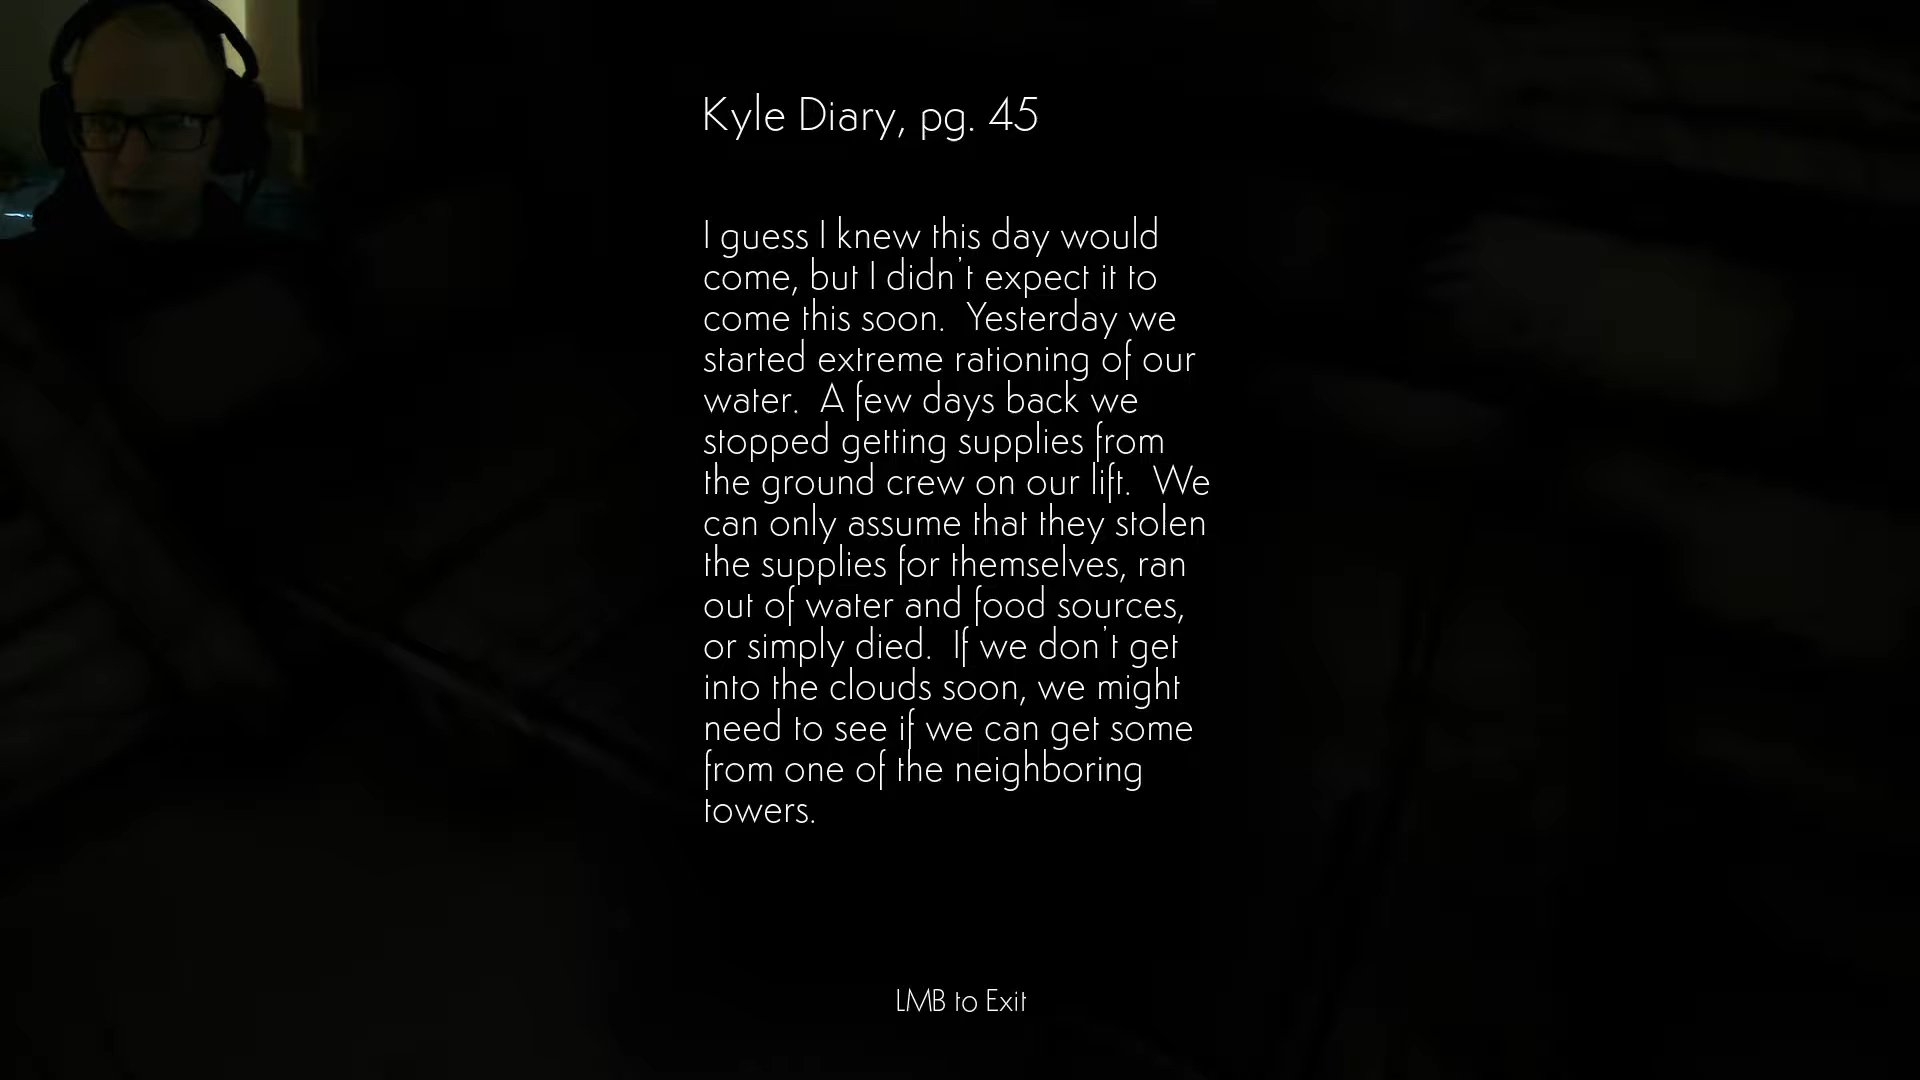 Kyle Diary, pg. 45
I guess I knew this day would
come, but I didn't expect it to
come this soon.  Yesterday we
started extreme rationing of our
water.  A few days back we
stopped getting supplies from
the ground crew on our lift.  We
can only assume that they stolen
the supplies for themselves, ran
out of water and food sources,
or simply died.  If we don't get
into the clouds soon, we might
need to see if we can get some
from one of the neighboring
towers.
LMB to Exit